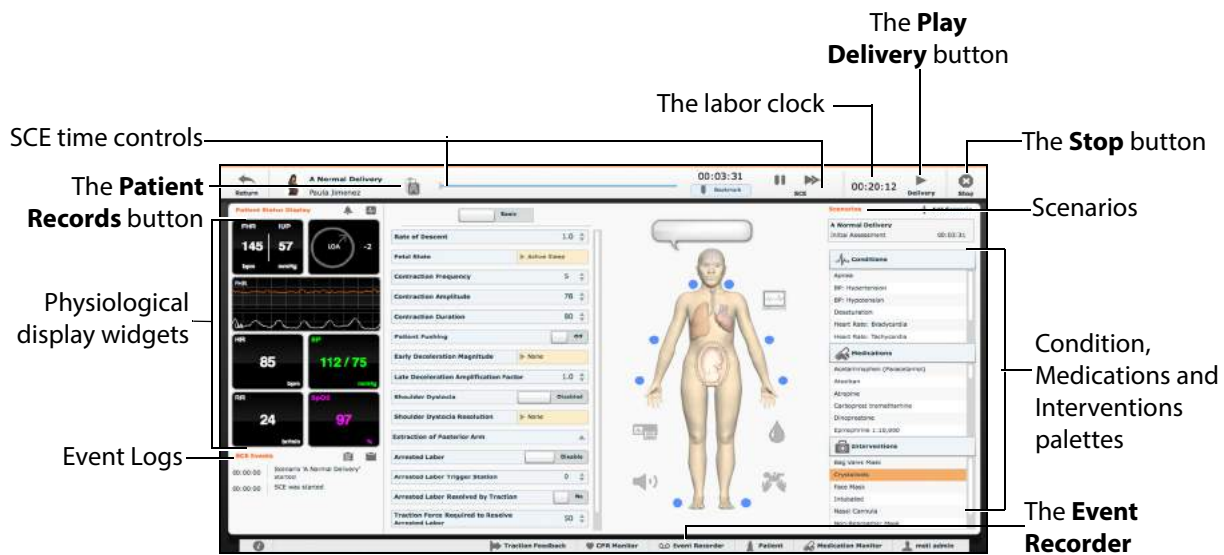 The Play
Delivery button
The labor clock
SCE time controls
The Stop button
The Patient
Records button
Scenarios
Physiological
display widgets
Condition,
Medications and
Interventions
palettes
Event Logs
The Event
Recorder
Return
A Normal Delivery
Paula Jimenez
00:03:31
Bookmark
SCE
00:20:12
Delivery
Stop
Patient Status Display
FHR IUP
145 57
bpm mmHg
LOA -2
FHR
UA
HR
85
bpm
BP
112 / 75
mmHg
RR
24
br/min
SpO2
97
%
SCE Events
00:00:00 Scenario 'A Normal Delivery'
started
00:00:00 SCE was started
Basic
Rate of Descent 1.0
Fetal State Active Sleep
Contraction Frequency 5
Contraction Amplitude 78
Contraction Duration 80
Patient Pushing Off
Early Deceleration Magnitude None
Late Deceleration Amplification Factor 1.0
Shoulder Dystocia Disabled
Shoulder Dystocia Resolution None
Extraction of Posterior Arm
Arrested Labor Disable
Arrested Labor Trigger Station 0
Arrested Labor Resolved by Traction No
Traction Force Required to Resolve
Arrested Labor 50
Scenarios
A Normal Delivery
Initial Assessment 00:03:31
Conditions
Apnea
BP: Hypertension
BP: Hypotension
Desaturation
Heart Rate: Bradycardia
Heart Rate: Tachycardia
Medications
Acetaminophen (Paracetamol)
Atosiban
Atropine
Carboprost tromethamine
Dinoprostone
Epinephrine 1:10,000
Interventions
Bag Valve Mask
Crystalloids
Face Mask
Intubated
Nasal Cannula
Non-Rebreather Mask
Traction Feedback
CPR Monitor
Event Recorder
Patient
Medication Monitor